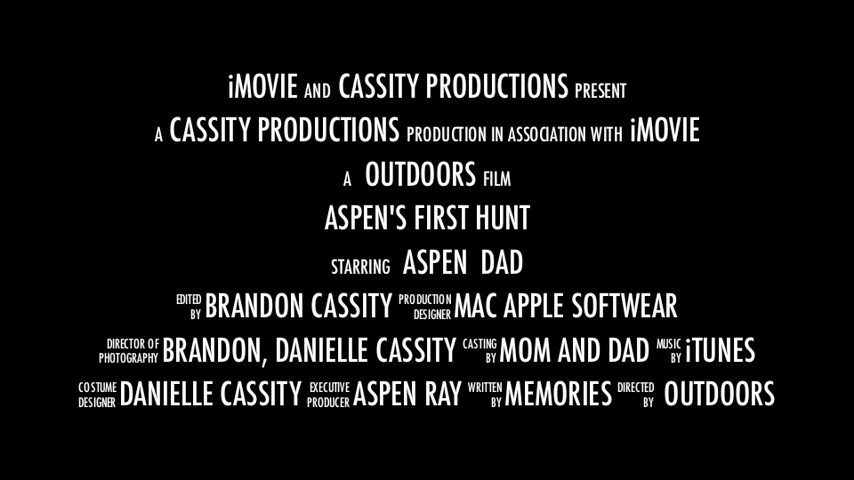 iMOVIE AND CASSITY PRODUCTIONS PRESENT
A CASSITY PRODUCTIONS PRODUCTION IN ASSOCIATION WITH iMOVIE
A OUTDOORS FILM
ASPEN'S FIRST HUNT
STARRING ASPEN DAD
EDITED BY BRANDON CASSITY PRODUCTION DESIGNER MAC APPLE SOFTWEAR
DIRECTOR OF PHOTOGRAPHY BRANDON, DANIELLE CASSITY CASTING BY MOM AND DAD MUSIC BY iTUNES
COSTUME DESIGNER DANIELLE CASSITY EXECUTIVE PRODUCER ASPEN RAY WRITTEN BY MEMORIES DIRECTED BY OUTDOORS